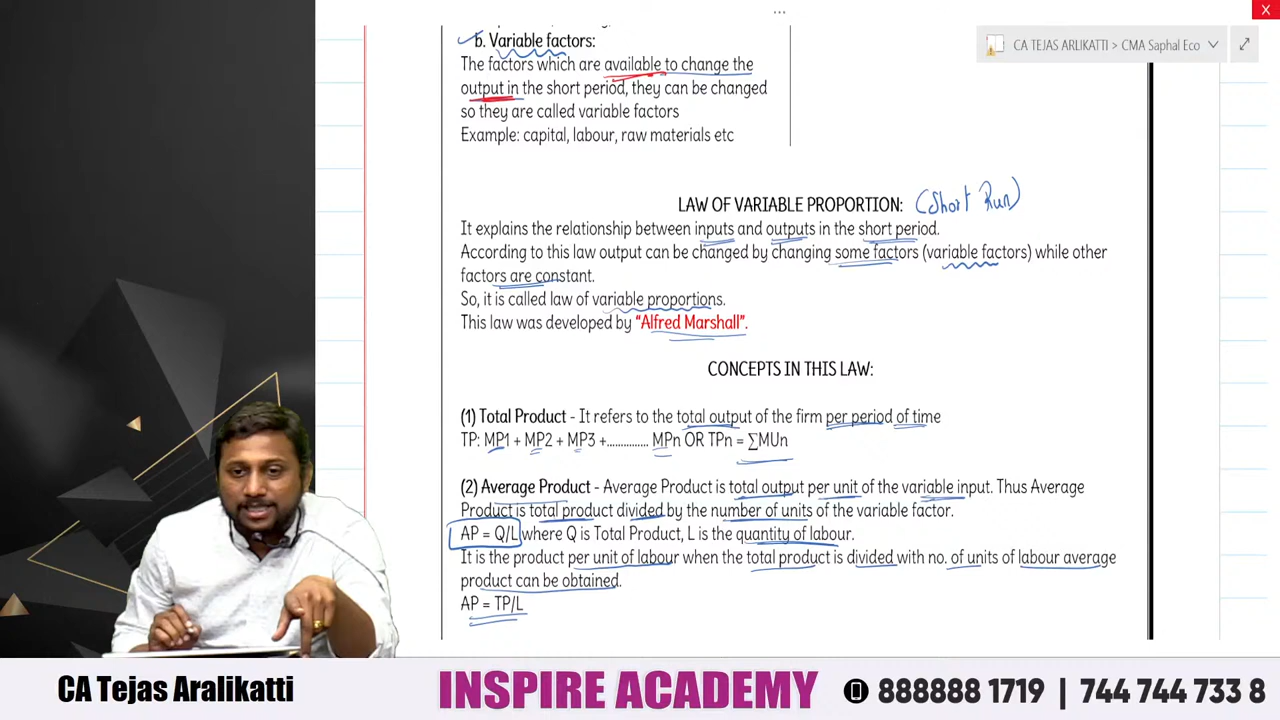 ...
X
CA TEJAS ARLIKATTI > CMA Saphal Eco
b. Variable factors:
The factors which are available to change the
output in the short period, they can be changed
so they are called variable factors
Example: capital, labour, raw materials etc
LAW OF VARIABLE PROPORTION: (Short Run)
It explains the relationship between inputs and outputs in the short period.
According to this law output can be changed by changing some factors (variable factors) while other
factors are constant.
So, it is called law of variable proportions.
This law was developed by “Alfred Marshall”.
CONCEPTS IN THIS LAW:
(1) Total Product - It refers to the total output of the firm per period of time
TP: MP1 + MP2 + MP3 +............... MPn OR TPn = ∑MUn
(2) Average Product - Average Product is total output per unit of the variable input. Thus Average
Product is total product divided by the number of units of the variable factor.
AP = Q/L where Q is Total Product, L is the quantity of labour.
It is the product per unit of labour when the total product is divided with no. of units of labour average
product can be obtained.
AP = TP/L
CA Tejas Aralikatti
INSPIRE ACADEMY
888888 1719 | 744 744 733 8